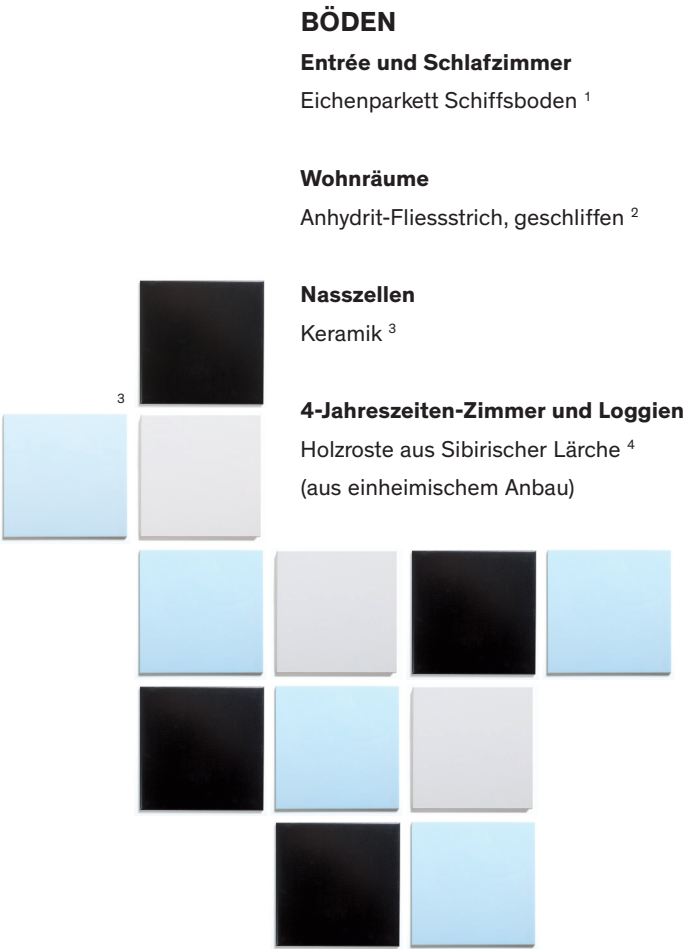 BÖDEN
Entrée und Schlafzimmer
Eichenparkett Schiffsboden ¹
Wohnräume
Anhydrit-Fliessstrich, geschliffen ²
Nasszellen
Keramik ³
3
4-Jahreszeiten-Zimmer und Loggien
Holzroste aus Sibirischer Lärche ⁴
(aus einheimischem Anbau)